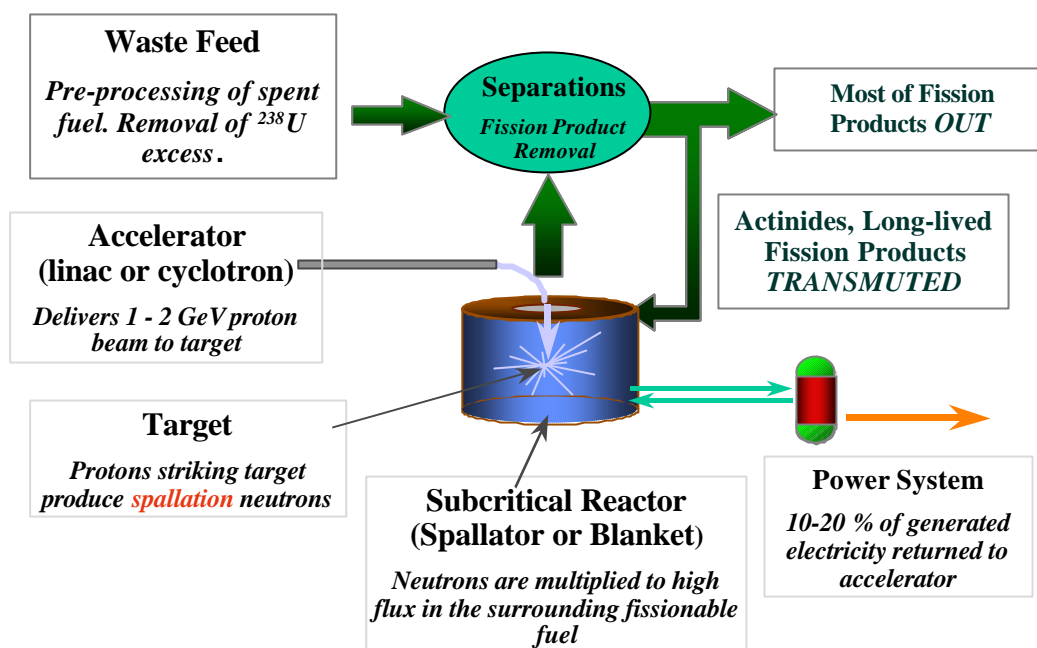 Waste Feed
Pre-processing of spent
fuel. Removal of ²³⁸U
excess.
Separations
Fission Product
Removal
Most of Fission
Products OUT
Accelerator
(linac or cyclotron)
Delivers 1 - 2 GeV proton
beam to target
Actinides, Long-lived
Fission Products
TRANSMUTED
Target
Protons striking target
produce spallation neutrons
Subcritical Reactor
(Spallator or Blanket)
Neutrons are multiplied to high
flux in the surrounding fissionable
fuel
Power System
10-20 % of generated
electricity returned to
accelerator